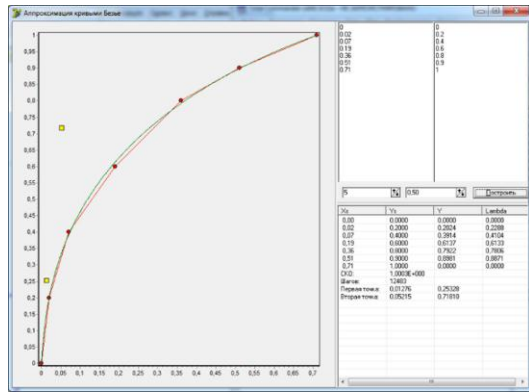 Аппроксимация кривыми Безье
1
0,95
0,9
0,85
0,8
0,75
0,7
0,65
0,6
0,55
0,5
0,45
0,4
0,35
0,3
0,25
0,2
0,15
0,1
0,05
0
0 0,05 0,1 0,15 0,2 0,25 0,3 0,35 0,4 0,45 0,5 0,55 0,6 0,65 0,7
0 0
0.02 0.2
0.07 0.4
0.19 0.6
0.36 0.8
0.51 0.9
0.71 1
5 0,50 Построить
Xs Ys Y Lambda
0,00 0,0000 0,0000 0,0000
0,02 0,2000 0,2024 0,2288
0,07 0,4000 0,3914 0,4104
0,19 0,6000 0,6137 0,6133
0,36 0,8000 0,7922 0,7806
0,51 0,9000 0,8981 0,8871
0,71 1,0000 0,0000 0,0000
СКО: 1,0003E+000
Шагов: 12483
Первая точка: 0,01276 0,25328
Вторая точка: 0,05215 0,71810